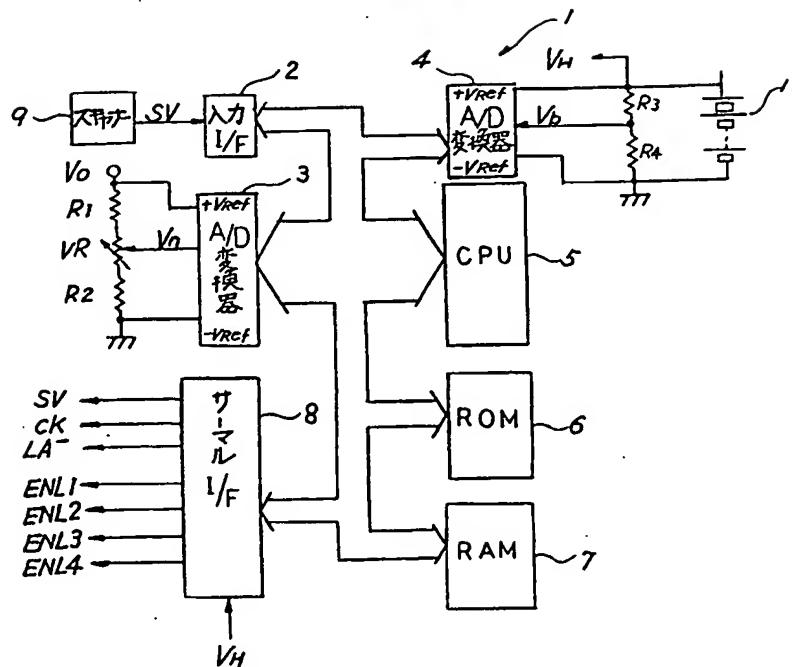 1
9
スキャナー
SV
2
入力
I/F
4
+VRef
A/D
変換器
-VRef
VH
R3
Vb
R4
1
Vo
R1
VR
R2
Vn
3
+VRef
A/D
変換器
-VRef
CPU
5
SV
CK
LA-
ENL1
ENL2
ENL3
ENL4
サーマル
I/F
8
VH
ROM
6
RAM
7